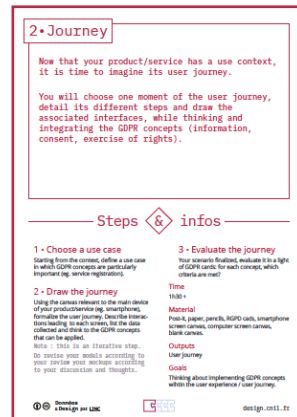 2•Journey
Now that your product/service has a use context,
it is time to imagine its user journey.
You will choose one moment of the user journey,
detail its different steps and draw the
associated interfaces, while thinking and
integrating the GDPR concepts (information,
consent, exercise of rights).
Steps & infos
1 • Choose a use case
Starting from the context, define a use case
in which GDPR concepts are particularly
important (eg. service registration).
2 • Draw the journey
Using the canvas relevant to the main device
of your product/service (eg. smartphone),
formalize the user journey. Describe interac-
tions leading to each screen, list the data
collected and think to the GDPR concepts
that can be applied.
Note : this is an iterative step.
Do revise your models according to
your review your mockups according
to your discussion and thoughts.
3 • Evaluate the journey
Your scenario finalized, evaluate it in a light
of GDPR cards: for each concept, which
criteria are met?
Time
1h30 +
Material
Post-it, paper, pencils, RGPD cads, smartphone
screen canvas, computer screen canvas,
blank canvas.
Outputs
User journey
Goals
Thinking about implementing GDPR concepts
wihtin the user experience / user journey.
Données
& Design par LINC
design.cnil.fr